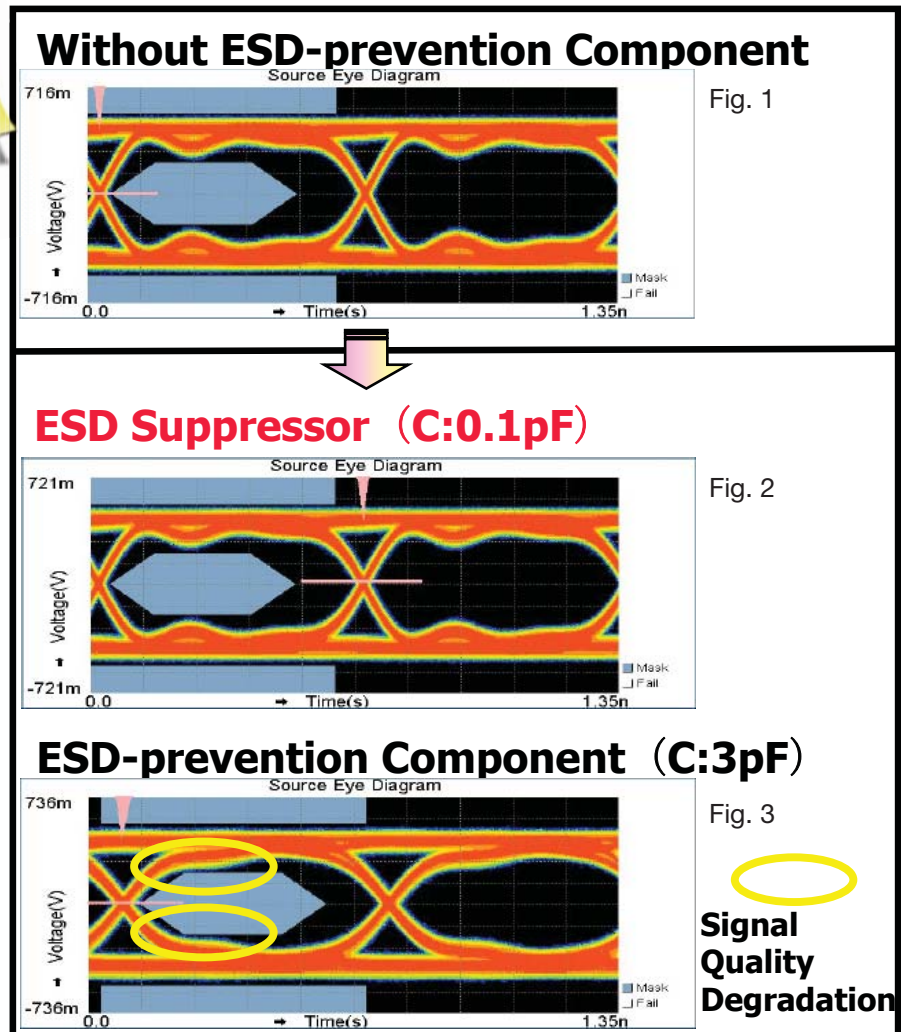 Without ESD-prevention Component
Source Eye Diagram
Fig. 1
716m
Voltage(V)
-716m
0.0
➡ Time(s)
1.35n
Mask
Fail
ESD Suppressor（C:0.1pF）
Source Eye Diagram
Fig. 2
721m
Voltage(V)
-721m
0.0
➡ Time(s)
1.35n
Mask
Fail
ESD-prevention Component（C:3pF）
Source Eye Diagram
Fig. 3
736m
Voltage(V)
-736m
0.0
➡ Time(s)
1.35n
Mask
Fail
Signal
Quality
Degradation